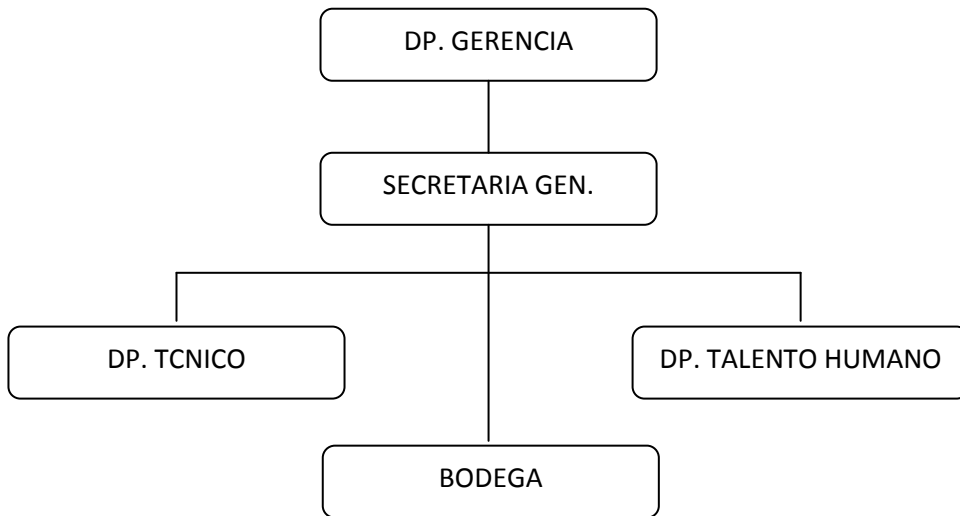 DP. GERENCIA
SECRETARIA GEN.
DP. TCNICO
DP. TALENTO HUMANO
BODEGA